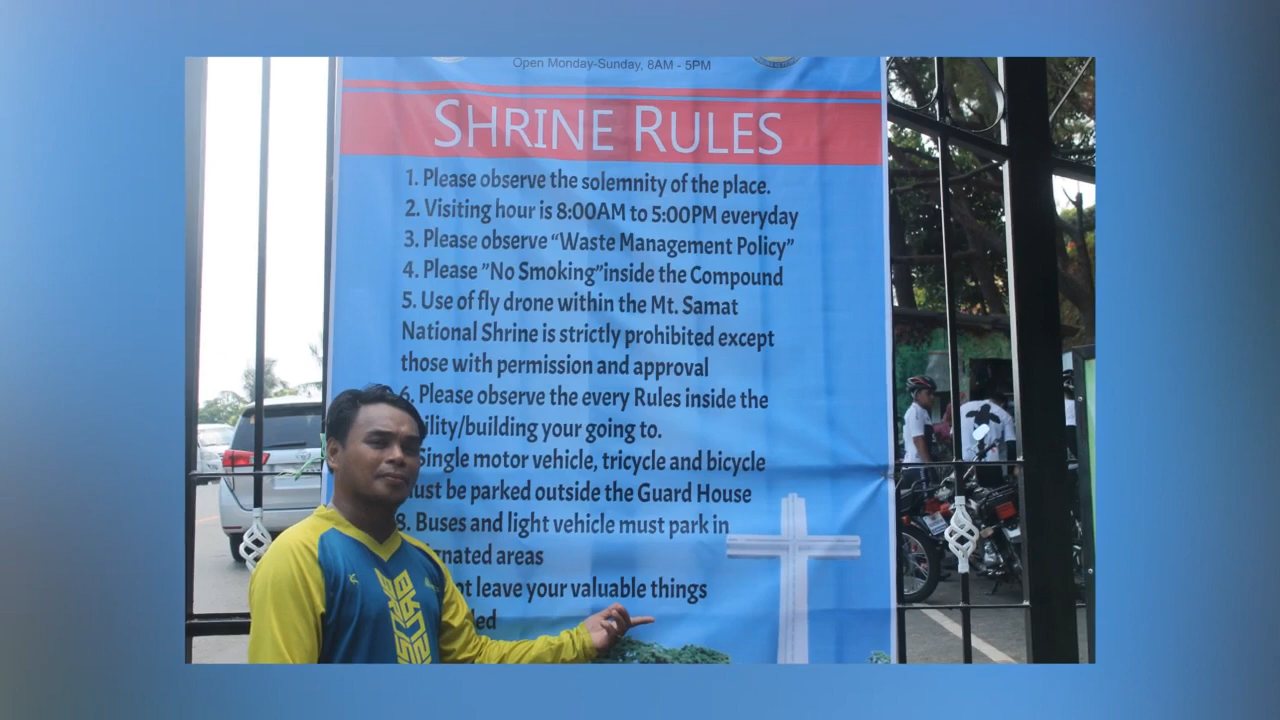 Open Monday-Sunday, 8AM - 5PM
SHRINE RULES
1. Please observe the solemnity of the place.
2. Visiting hour is 8:00AM to 5:00PM everyday
3. Please observe “Waste Management Policy”
4. Please ”No Smoking”inside the Compound
5. Use of fly drone within the Mt. Samat
National Shrine is strictly prohibited except
those with permission and approval
6. Please observe the every Rules inside the
ility/building your going to.
Single motor vehicle, tricycle and bicycle
ust be parked outside the Guard House
8. Buses and light vehicle must park in
ignated areas
ot leave your valuable things
ded